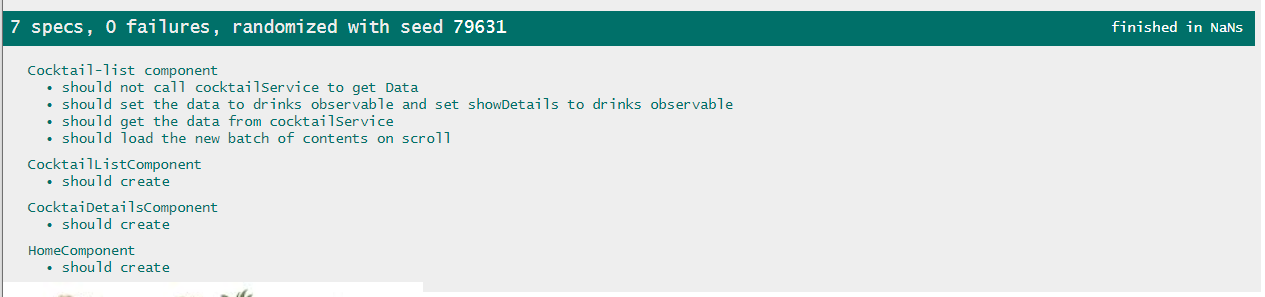 7 specs, 0 failures, randomized with seed 79631
finished in NaNs
Cocktail-list component
• should not call cocktailService to get Data
• should set the data to drinks observable and set showDetails to drinks observable
• should get the data from cocktailService
• should load the new batch of contents on scroll
CocktailListComponent
• should create
CocktaiDetailsComponent
• should create
HomeComponent
• should create